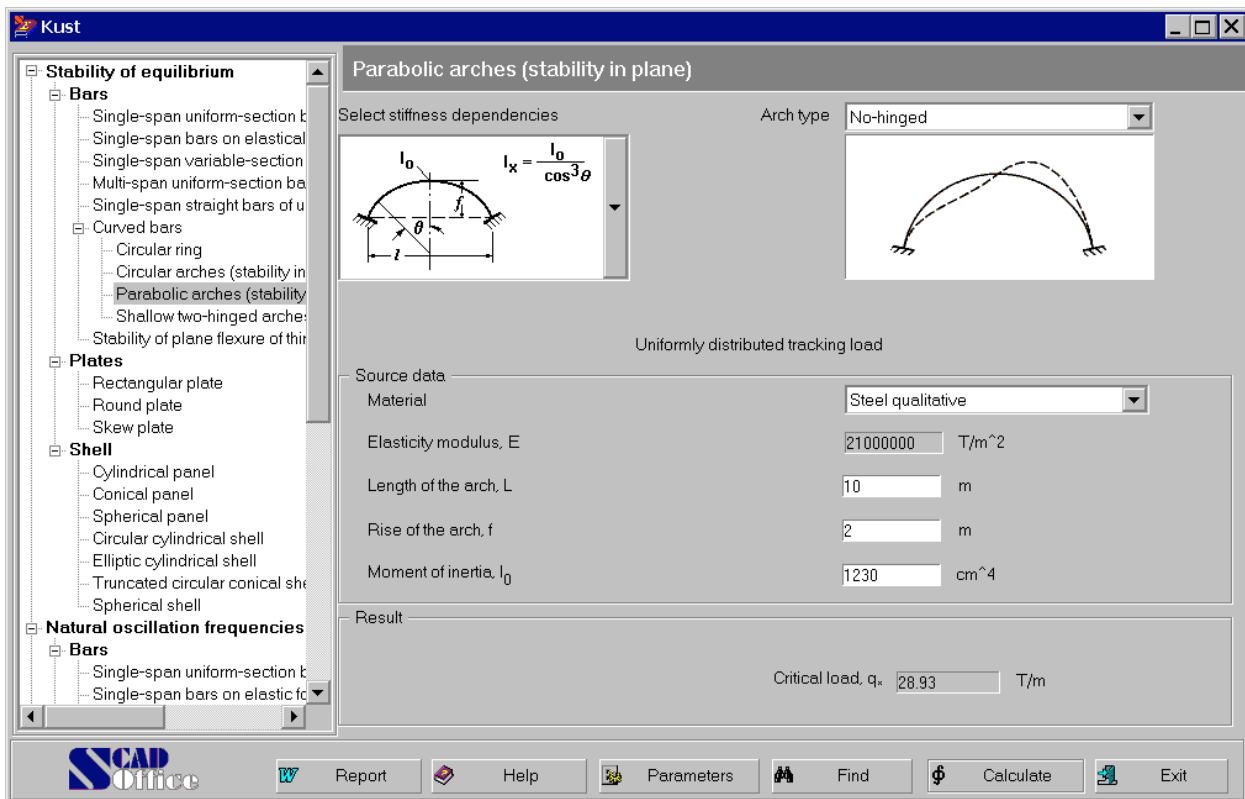 Kust
Stability of equilibrium
Bars
Single-span uniform-section b
Single-span bars on elastical
Single-span variable-section
Multi-span uniform-section ba
Single-span straight bars of u
Curved bars
Circular ring
Circular arches (stability in
Parabolic arches (stability
Shallow two-hinged arche
Stability of plane flexure of thin
Plates
Rectangular plate
Round plate
Skew plate
Shell
Cylindrical panel
Conical panel
Spherical panel
Circular cylindrical shell
Elliptic cylindrical shell
Truncated circular conical she
Spherical shell
Natural oscillation frequencies
Bars
Single-span uniform-section b
Single-span bars on elastic fo
Parabolic arches (stability in plane)
Select stiffness dependencies
I₀
Iₓ = I₀ / cos³θ
f
θ
l
Arch type No-hinged
Uniformly distributed tracking load
Source data
Material Steel qualitative
Elasticity modulus, E 21000000 T/m^2
Length of the arch, L 10 m
Rise of the arch, f 2 m
Moment of inertia, I₀ 1230 cm^4
Result
Critical load, q* 28.93 T/m
SCAD
Office
W Report Help Parameters Find Calculate Exit